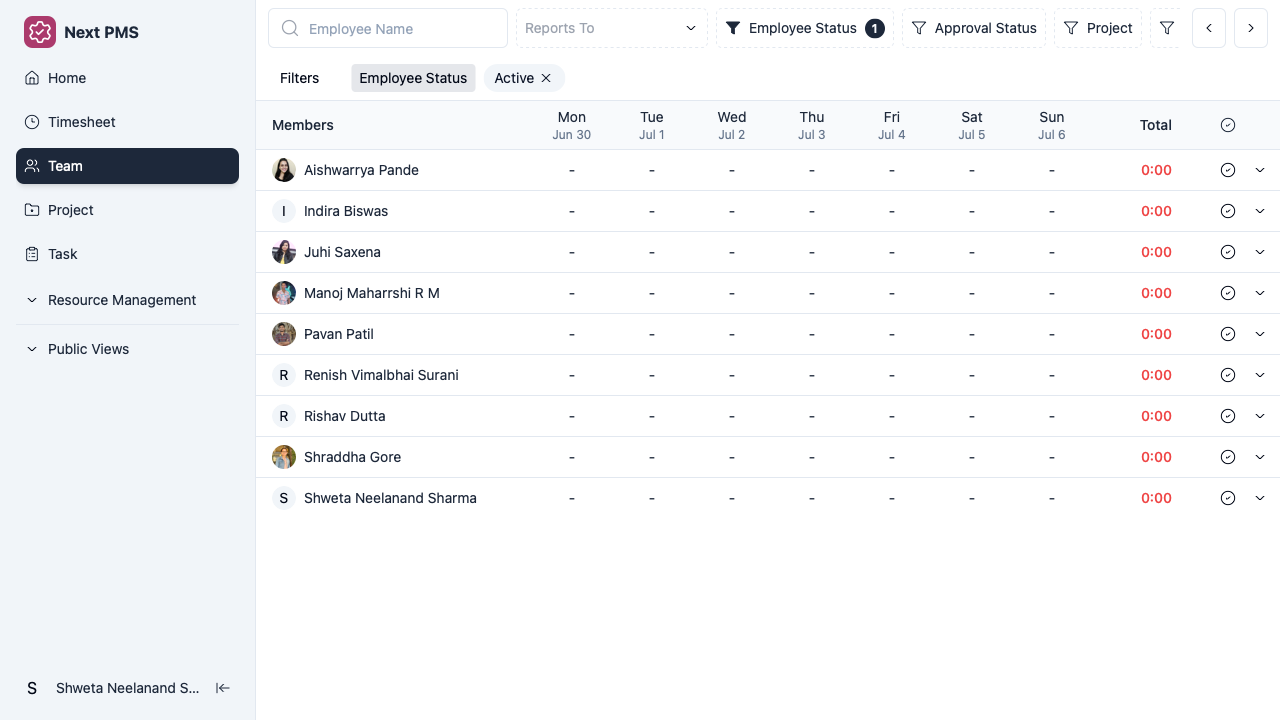 Next PMS
Home
Timesheet
Team
Project
Task
Resource Management
Public Views
S Shweta Neelanand S...
Employee Name Reports To Employee Status 1 Approval Status Project
Filters Employee Status Active
Members Mon Tue Wed Thu Fri Sat Sun Total
Jun 30 Jul 1 Jul 2 Jul 3 Jul 4 Jul 5 Jul 6
Aishwarrya Pande - - - - - - - 0:00
I Indira Biswas - - - - - - - 0:00
Juhi Saxena - - - - - - - 0:00
Manoj Maharrshi R M - - - - - - - 0:00
Pavan Patil - - - - - - - 0:00
R Renish Vimalbhai Surani - - - - - - - 0:00
R Rishav Dutta - - - - - - - 0:00
Shraddha Gore - - - - - - - 0:00
S Shweta Neelanand Sharma - - - - - - - 0:00